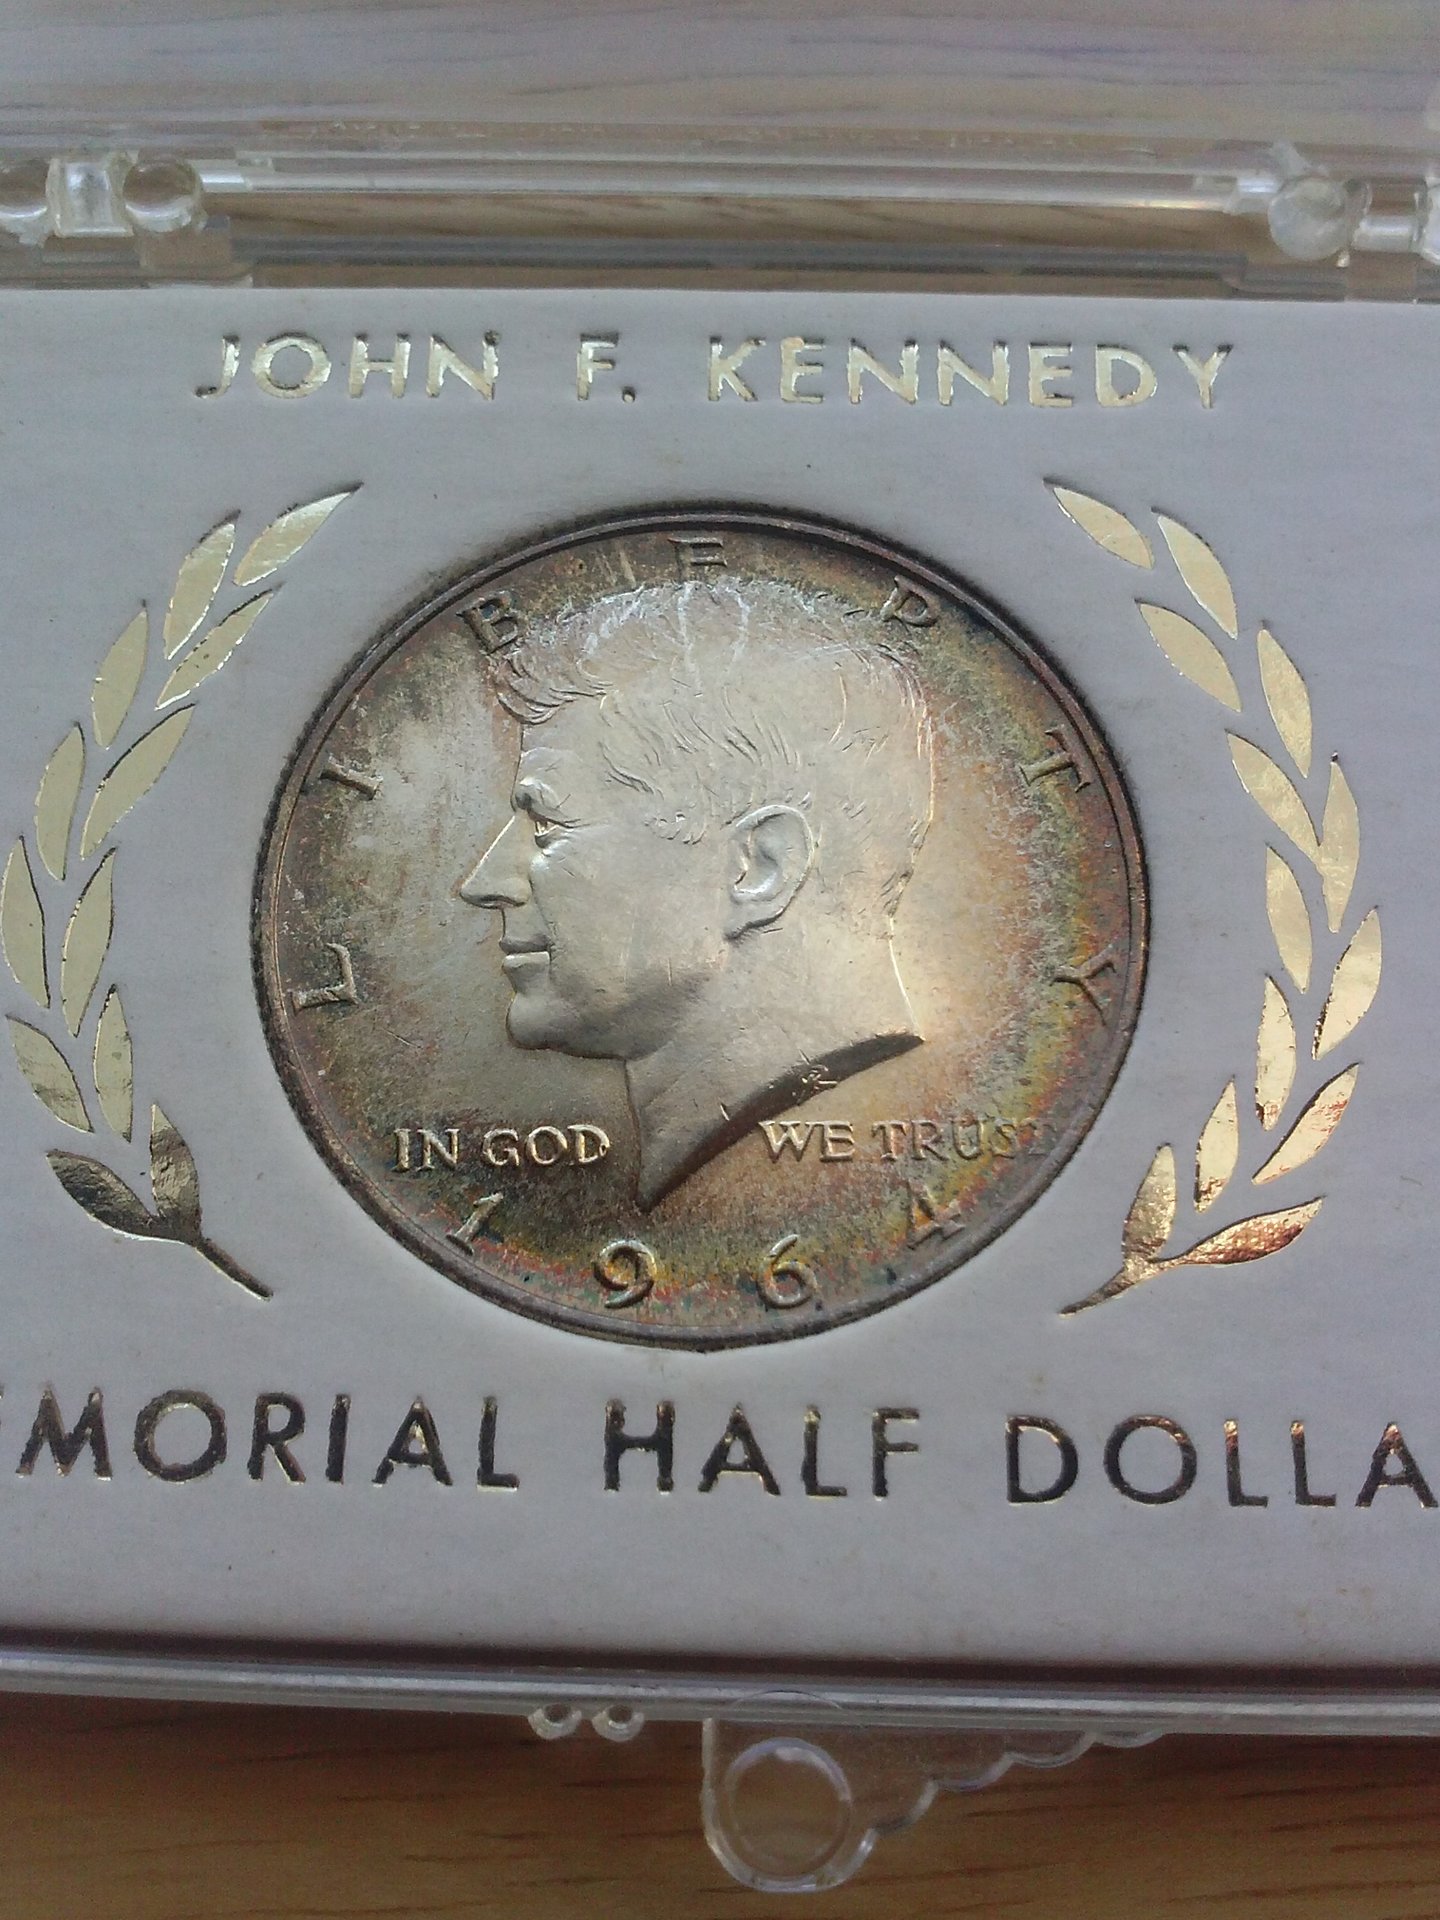 JOHN F. KENNEDY
LIBERTY
IN GOD WE TRUST
1964
MORIAL HALF DOLLA